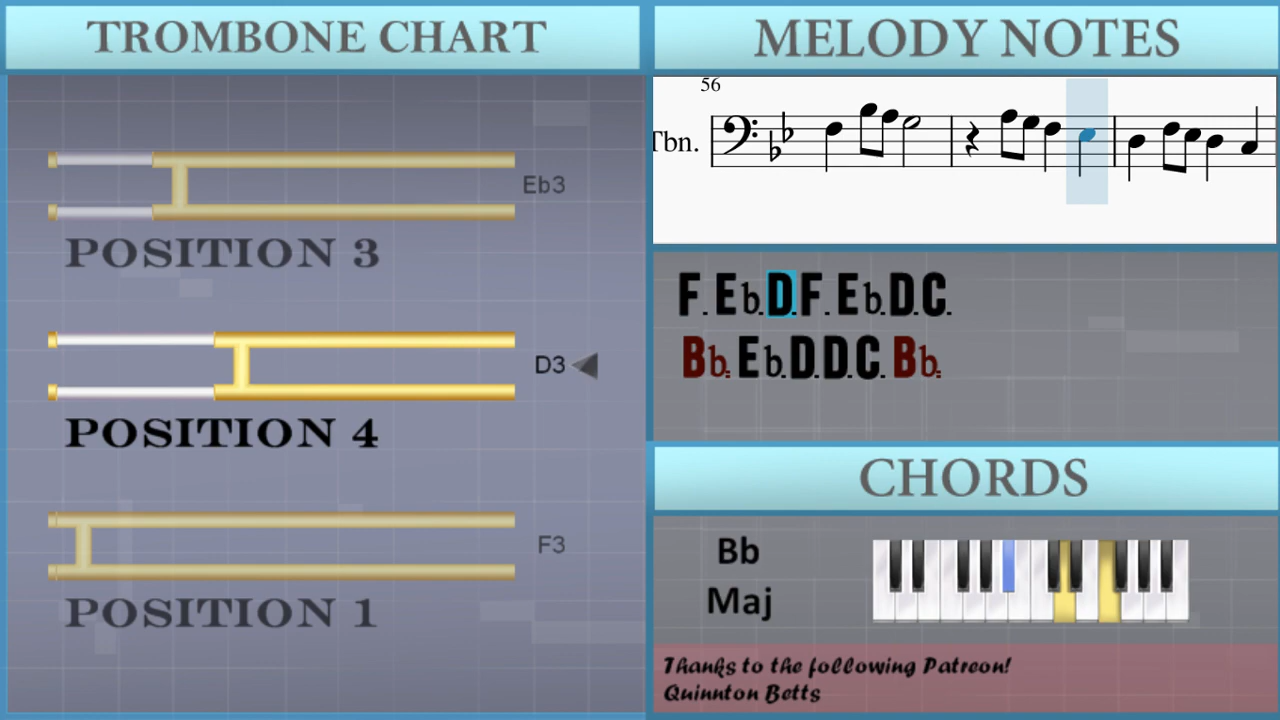 TROMBONE CHART
Eb3
POSITION 3
D3
POSITION 4
F3
POSITION 1
MELODY NOTES
56
Tbn.
F. Eb. D. F. Eb. D. C.
Bb. Eb. D. D. C. Bb.
CHORDS
Bb
Maj
Thanks to the following Patreon!
Quinnton Betts